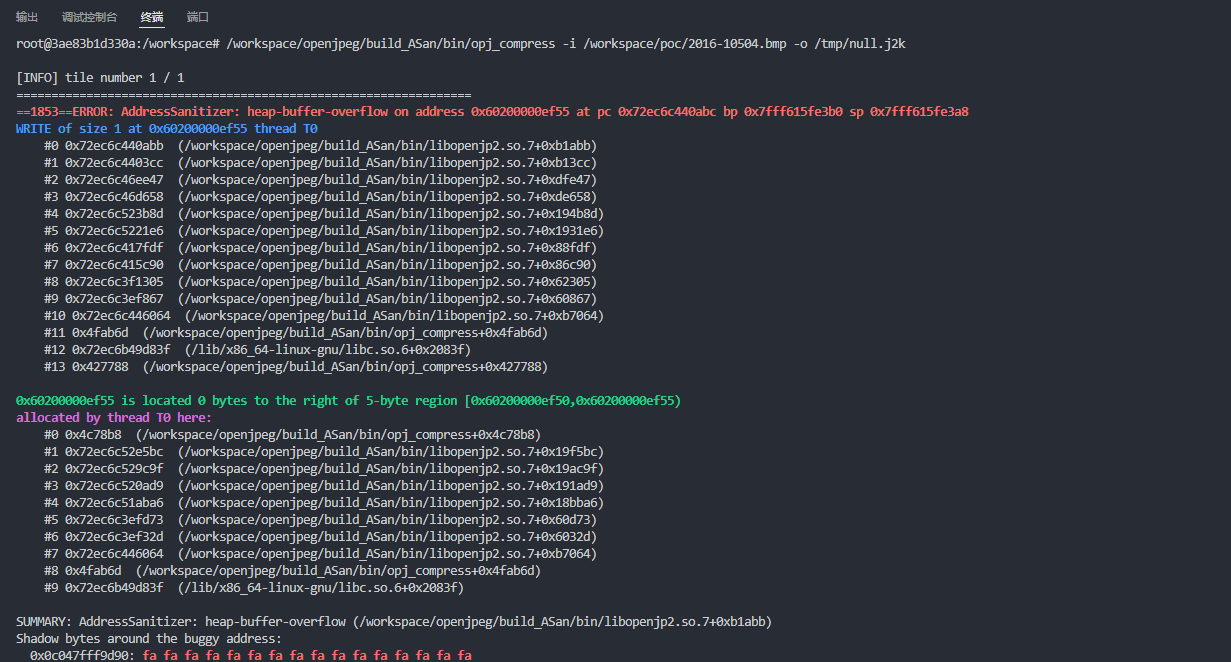 输出 调试控制台 终端 端口
root@3ae83b1d330a:/workspace# /workspace/openjpeg/build_ASan/bin/opj_compress -i /workspace/poc/2016-10504.bmp -o /tmp/null.j2k
[INFO] tile number 1 / 1
=================================================================
==1853==ERROR: AddressSanitizer: heap-buffer-overflow on address 0x60200000ef55 at pc 0x72ec6c440abc bp 0x7fff615fe3b0 sp 0x7fff615fe3a8
WRITE of size 1 at 0x60200000ef55 thread T0
#0 0x72ec6c440abb (/workspace/openjpeg/build_ASan/bin/libopenjp2.so.7+0xb1abb)
#1 0x72ec6c4403cc (/workspace/openjpeg/build_ASan/bin/libopenjp2.so.7+0xb13cc)
#2 0x72ec6c46ee47 (/workspace/openjpeg/build_ASan/bin/libopenjp2.so.7+0xdfe47)
#3 0x72ec6c46d658 (/workspace/openjpeg/build_ASan/bin/libopenjp2.so.7+0xde658)
#4 0x72ec6c523b8d (/workspace/openjpeg/build_ASan/bin/libopenjp2.so.7+0x194b8d)
#5 0x72ec6c5221e6 (/workspace/openjpeg/build_ASan/bin/libopenjp2.so.7+0x1931e6)
#6 0x72ec6c417fdf (/workspace/openjpeg/build_ASan/bin/libopenjp2.so.7+0x88fdf)
#7 0x72ec6c415c90 (/workspace/openjpeg/build_ASan/bin/libopenjp2.so.7+0x86c90)
#8 0x72ec6c3f1305 (/workspace/openjpeg/build_ASan/bin/libopenjp2.so.7+0x62305)
#9 0x72ec6c3ef867 (/workspace/openjpeg/build_ASan/bin/libopenjp2.so.7+0x60867)
#10 0x72ec6c446064 (/workspace/openjpeg/build_ASan/bin/libopenjp2.so.7+0xb7064)
#11 0x4fab6d (/workspace/openjpeg/build_ASan/bin/opj_compress+0x4fab6d)
#12 0x72ec6b49d83f (/lib/x86_64-linux-gnu/libc.so.6+0x2083f)
#13 0x427788 (/workspace/openjpeg/build_ASan/bin/opj_compress+0x427788)
0x60200000ef55 is located 0 bytes to the right of 5-byte region [0x60200000ef50,0x60200000ef55)
allocated by thread T0 here:
#0 0x4c78b8 (/workspace/openjpeg/build_ASan/bin/opj_compress+0x4c78b8)
#1 0x72ec6c52e5bc (/workspace/openjpeg/build_ASan/bin/libopenjp2.so.7+0x19f5bc)
#2 0x72ec6c529c9f (/workspace/openjpeg/build_ASan/bin/libopenjp2.so.7+0x19ac9f)
#3 0x72ec6c520ad9 (/workspace/openjpeg/build_ASan/bin/libopenjp2.so.7+0x191ad9)
#4 0x72ec6c51aba6 (/workspace/openjpeg/build_ASan/bin/libopenjp2.so.7+0x18bba6)
#5 0x72ec6c3efd73 (/workspace/openjpeg/build_ASan/bin/libopenjp2.so.7+0x60d73)
#6 0x72ec6c3ef32d (/workspace/openjpeg/build_ASan/bin/libopenjp2.so.7+0x6032d)
#7 0x72ec6c446064 (/workspace/openjpeg/build_ASan/bin/libopenjp2.so.7+0xb7064)
#8 0x4fab6d (/workspace/openjpeg/build_ASan/bin/opj_compress+0x4fab6d)
#9 0x72ec6b49d83f (/lib/x86_64-linux-gnu/libc.so.6+0x2083f)
SUMMARY: AddressSanitizer: heap-buffer-overflow (/workspace/openjpeg/build_ASan/bin/libopenjp2.so.7+0xb1abb)
Shadow bytes around the buggy address:
0x0c047fff9d90: fa fa fa fa fa fa fa fa fa fa fa fa fa fa fa fa